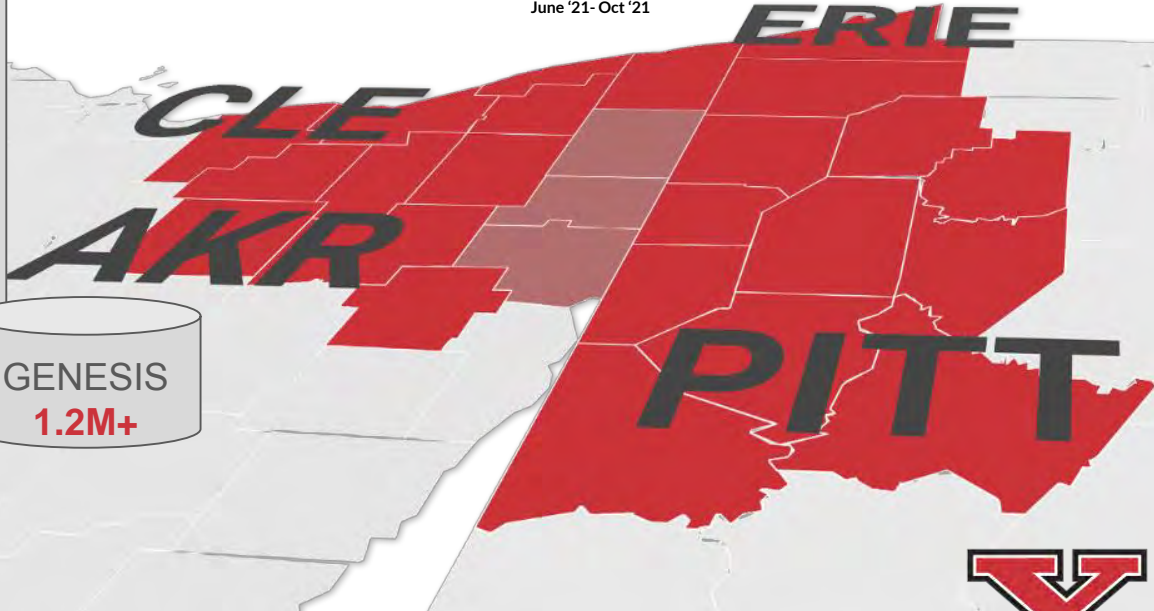 June ‘21- Oct ‘21
ERIE
CLE
AKR
PITT
GENESIS
1.2M+
Y